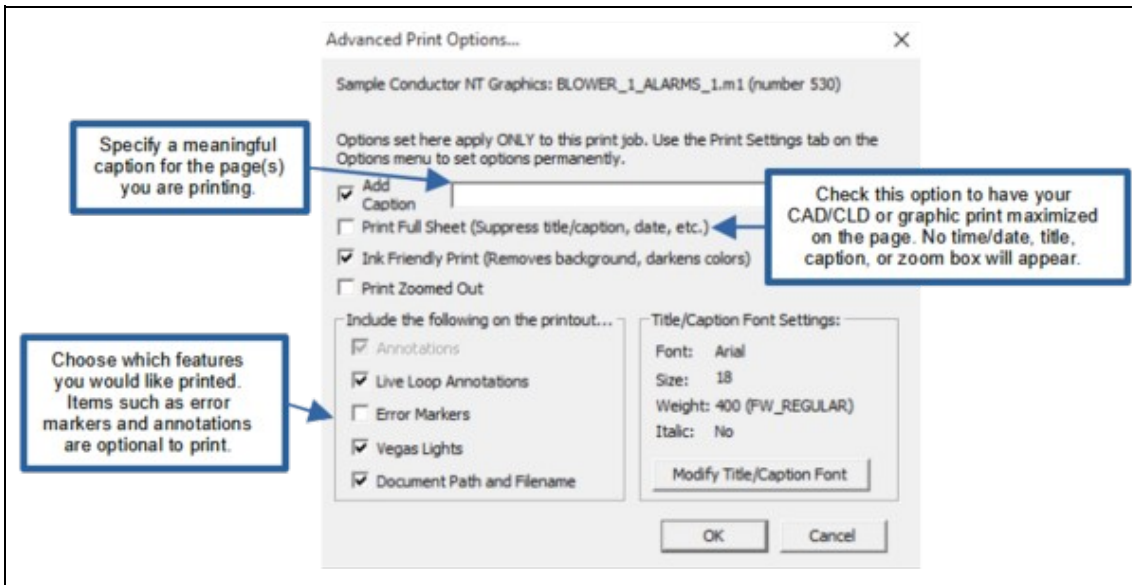 Advanced Print Options...
Sample Conductor NT Graphics: BLOWER_1_ALARMS_1.m1 (number 530)
Specify a meaningful
caption for the page(s)
you are printing.
Options set here apply ONLY to this print job. Use the Print Settings tab on the
Options menu to set options permanently.
Add
Caption
Print Full Sheet (Suppress title/caption, date, etc.)
Check this option to have your
CAD/CLD or graphic print maximized
on the page. No time/date, title,
caption, or zoom box will appear.
Ink Friendly Print (Removes background, darkens colors)
Print Zoomed Out
Choose which features
you would like printed.
Items such as error
markers and annotations
are optional to print.
Include the following on the printout...
Annotations
Live Loop Annotations
Error Markers
Vegas Lights
Document Path and Filename
Title/Caption Font Settings:
Font: Arial
Size: 18
Weight: 400 (FW_REGULAR)
Italic: No
Modify Title/Caption Font
OK
Cancel